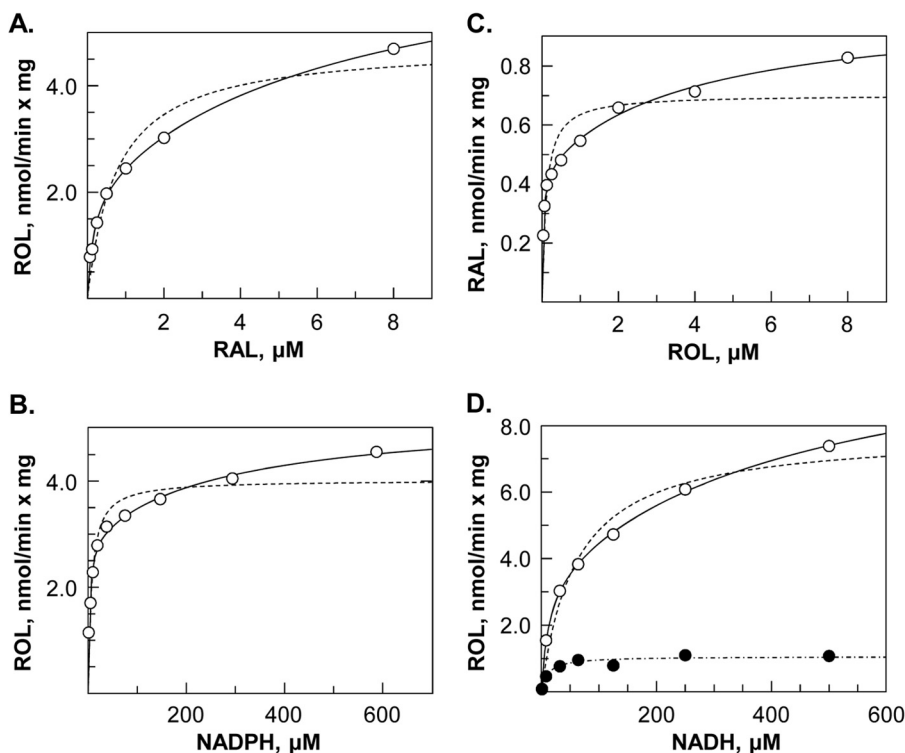 A.
4.0
2.0
ROL, nmol/min x mg
2
4
6
8
RAL, µM
C.
0.8
0.6
0.4
0.2
RAL, nmol/min x mg
2
4
6
8
ROL, µM
B.
4.0
2.0
ROL, nmol/min x mg
200
400
600
NADPH, µM
D.
8.0
6.0
4.0
2.0
ROL, nmol/min x mg
200
400
600
NADH, µM